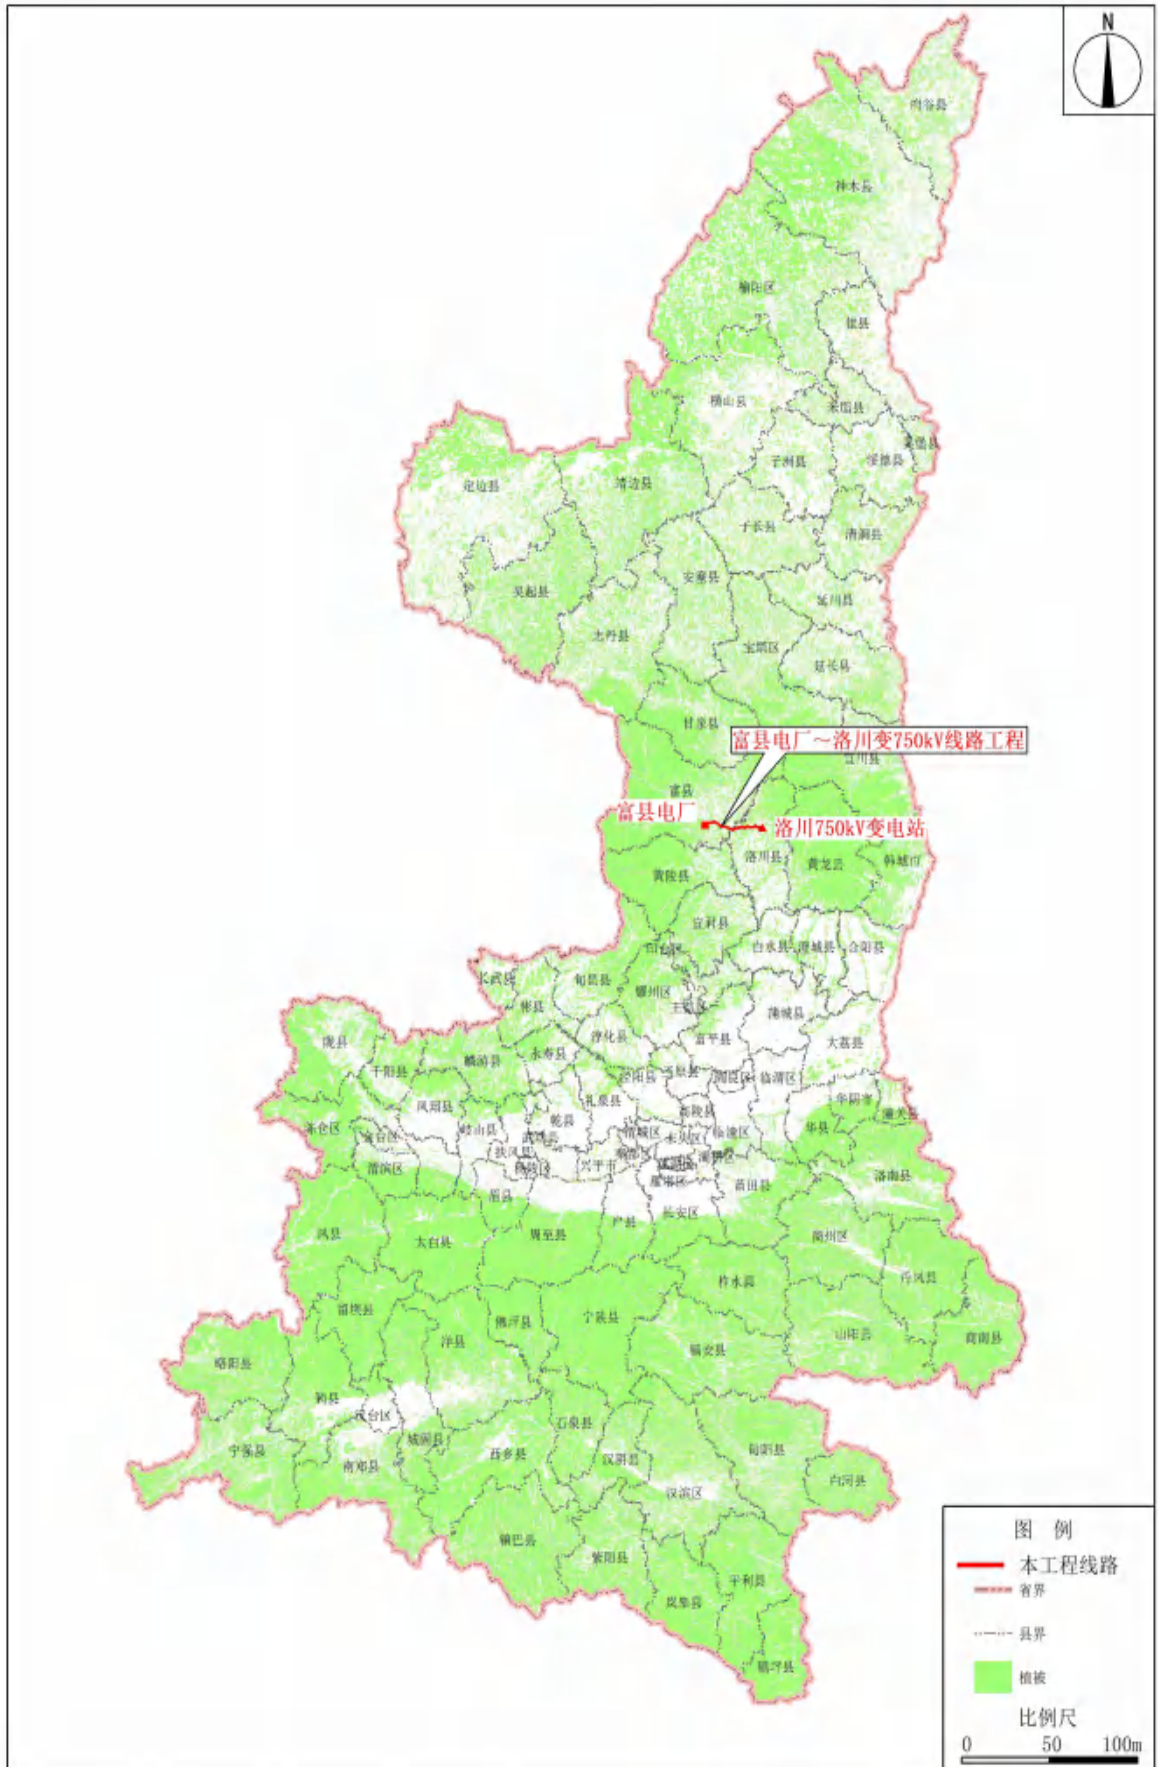 N
府谷县
神木县
榆阳区
佳县
横山县
米脂县
吴堡县
子洲县
绥德县
定边县
靖边县
子长县
清涧县
安塞县
吴起县
延川县
志丹县
宝塔区
延长县
甘泉县
富县电厂～洛川变750kV线路工程
宜川县
富县
富县电厂
洛川750kV变电站
洛川县
黄龙县
韩城市
黄陵县
宜君县
白水县
澄城县
合阳县
长武县
旬邑县
耀州区
彬县
蒲城县
淳化县
富平县
大荔县
陇县
千阳县
麟游县
永寿县
泾阳县
阎良区
临渭区
凤翔县
礼泉县
高陵县
华阴市
潼关县
岐山县
乾县
临潼区
华县
扶风县
兴平市
渭滨区
眉县
蓝田县
洛南县
户县
长安区
凤县
太白县
周至县
商州区
柞水县
丹凤县
留坝县
佛坪县
宁陕县
洋县
镇安县
山阳县
商南县
略阳县
勉县
汉台区
城固县
石泉县
宁强县
南郑县
西乡县
汉阴县
旬阳县
汉滨区
白河县
镇巴县
紫阳县
平利县
岚皋县
镇坪县
图 例
本工程线路
省界
县界
植被
比例尺
0 50 100m